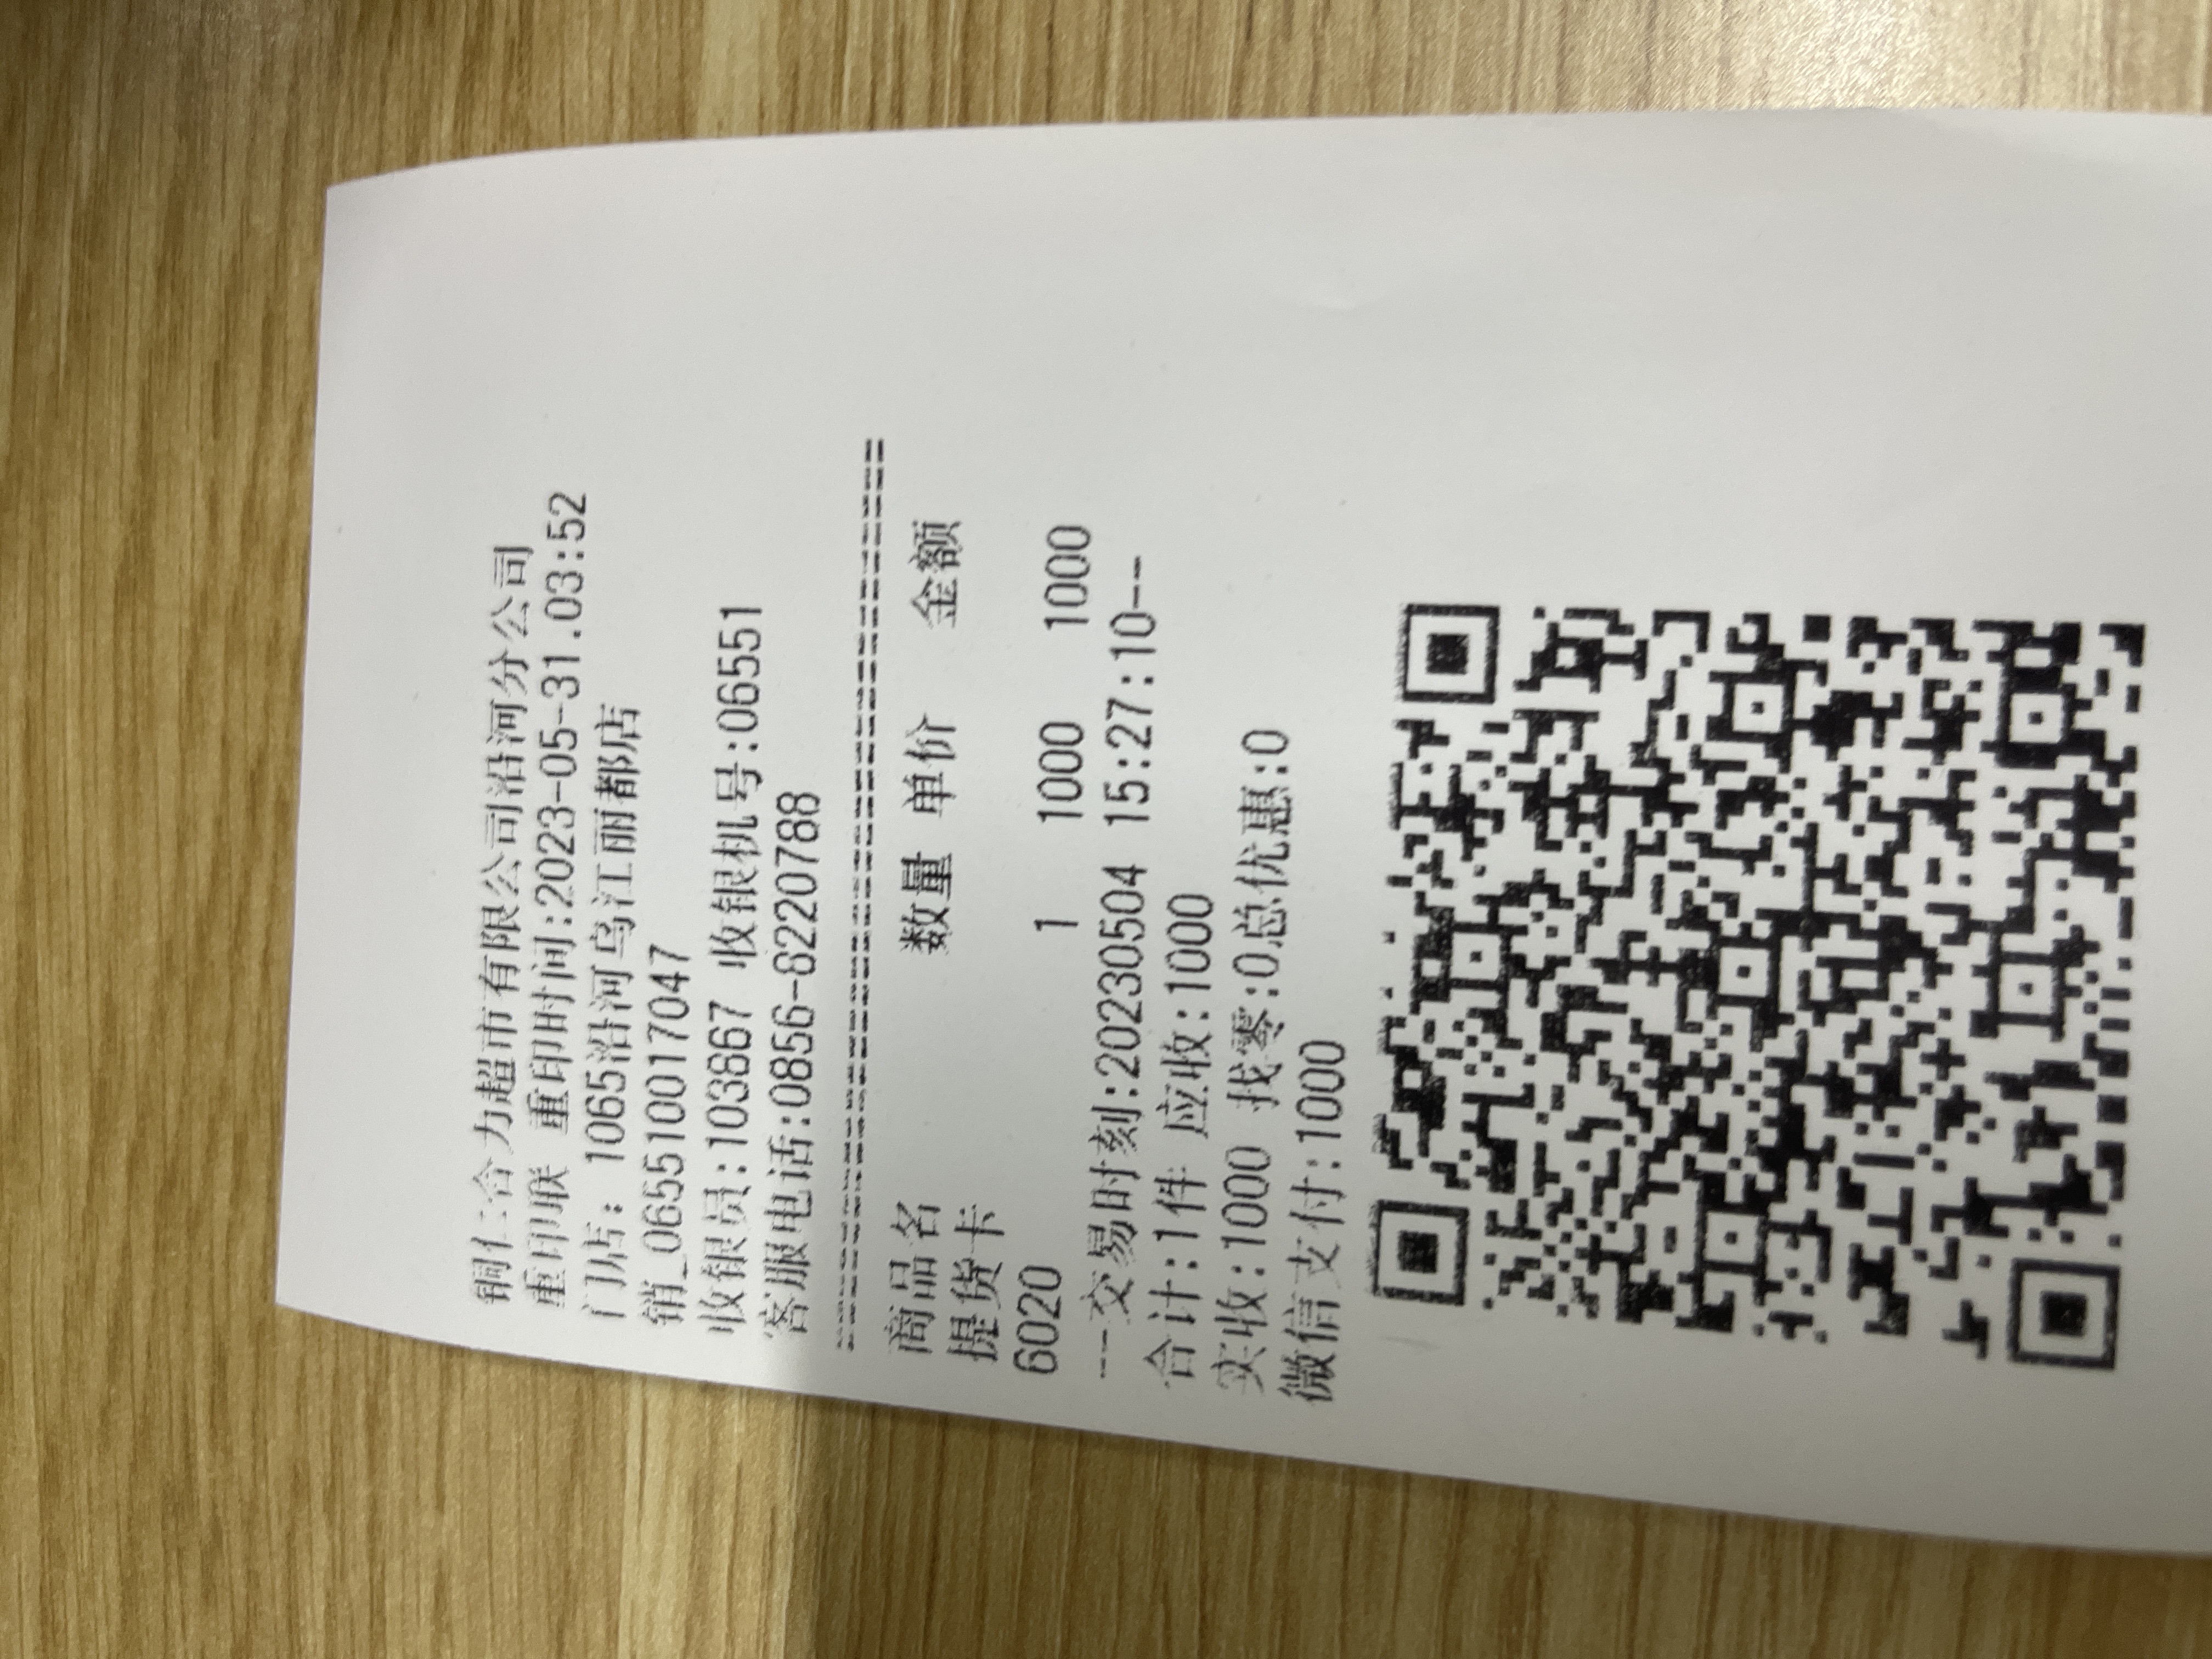 铜仁合力超市有限公司沿河分公司
重印联 重印时间:2023-05-31.03:52
门店: 1065沿河乌江丽都店
销_065510017047
收银员:103867 收银机号:06551
客服电话:0856-8220788
================================
商品名 数量 单价 金额
提货卡
6020 1 1000 1000
---交易时刻:20230504 15:27:10--
合计:1件 应收:1000
实收:1000 找零:0总优惠:0
微信支付:1000